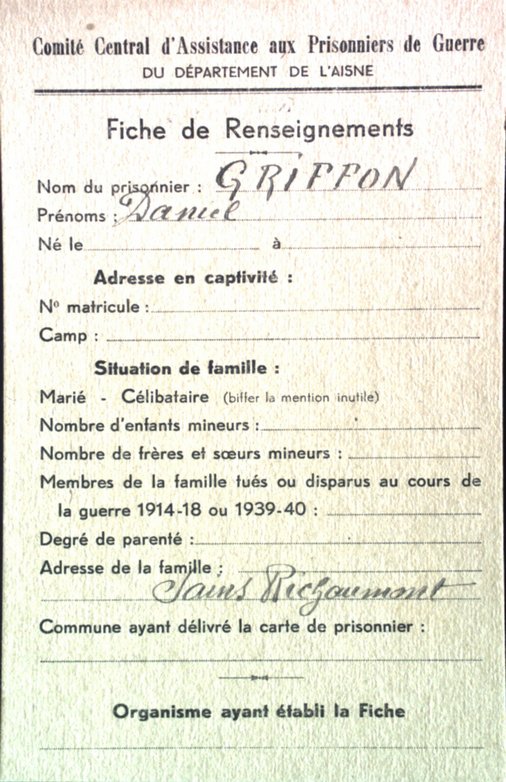 Comité Central d'Assistance aux Prisonniers de Guerre
DU DÉPARTEMENT DE L'AISNE
Fiche de Renseignements
Nom du prisonnier : GRIFFON
Prénoms : Daniel
Né le à
Adresse en captivité :
Nº matricule :
Camp :
Situation de famille :
Marié - Célibataire (biffer la mention inutile)
Nombre d'enfants mineurs :
Nombre de frères et sœurs mineurs :
Membres de la famille tués ou disparus au cours de
la guerre 1914-18 ou 1939-40 :
Degré de parenté :
Adresse de la famille :
Sains Richaumont
Commune ayant délivré la carte de prisonnier :
Organisme ayant établi la Fiche